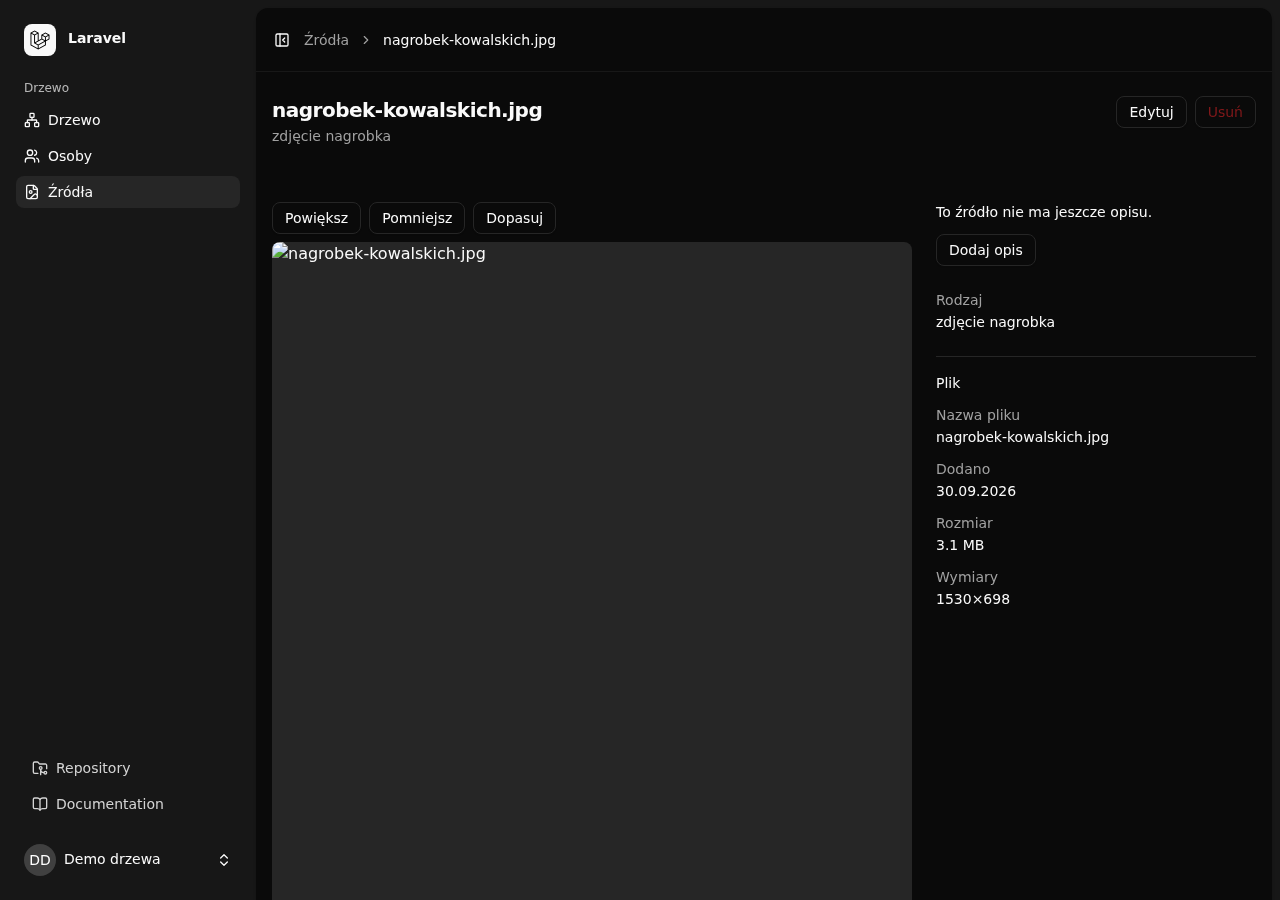 Laravel
Drzewo
Drzewo
Osoby
Źródła
Repository
Documentation
DD
Demo drzewa
Źródła
nagrobek-kowalskich.jpg
nagrobek-kowalskich.jpg
zdjęcie nagrobka
Edytuj
Usuń
Powiększ
Pomniejsz
Dopasuj
nagrobek-kowalskich.jpg
To źródło nie ma jeszcze opisu.
Dodaj opis
Rodzaj
zdjęcie nagrobka
Plik
Nazwa pliku
nagrobek-kowalskich.jpg
Dodano
30.09.2026
Rozmiar
3.1 MB
Wymiary
1530×698